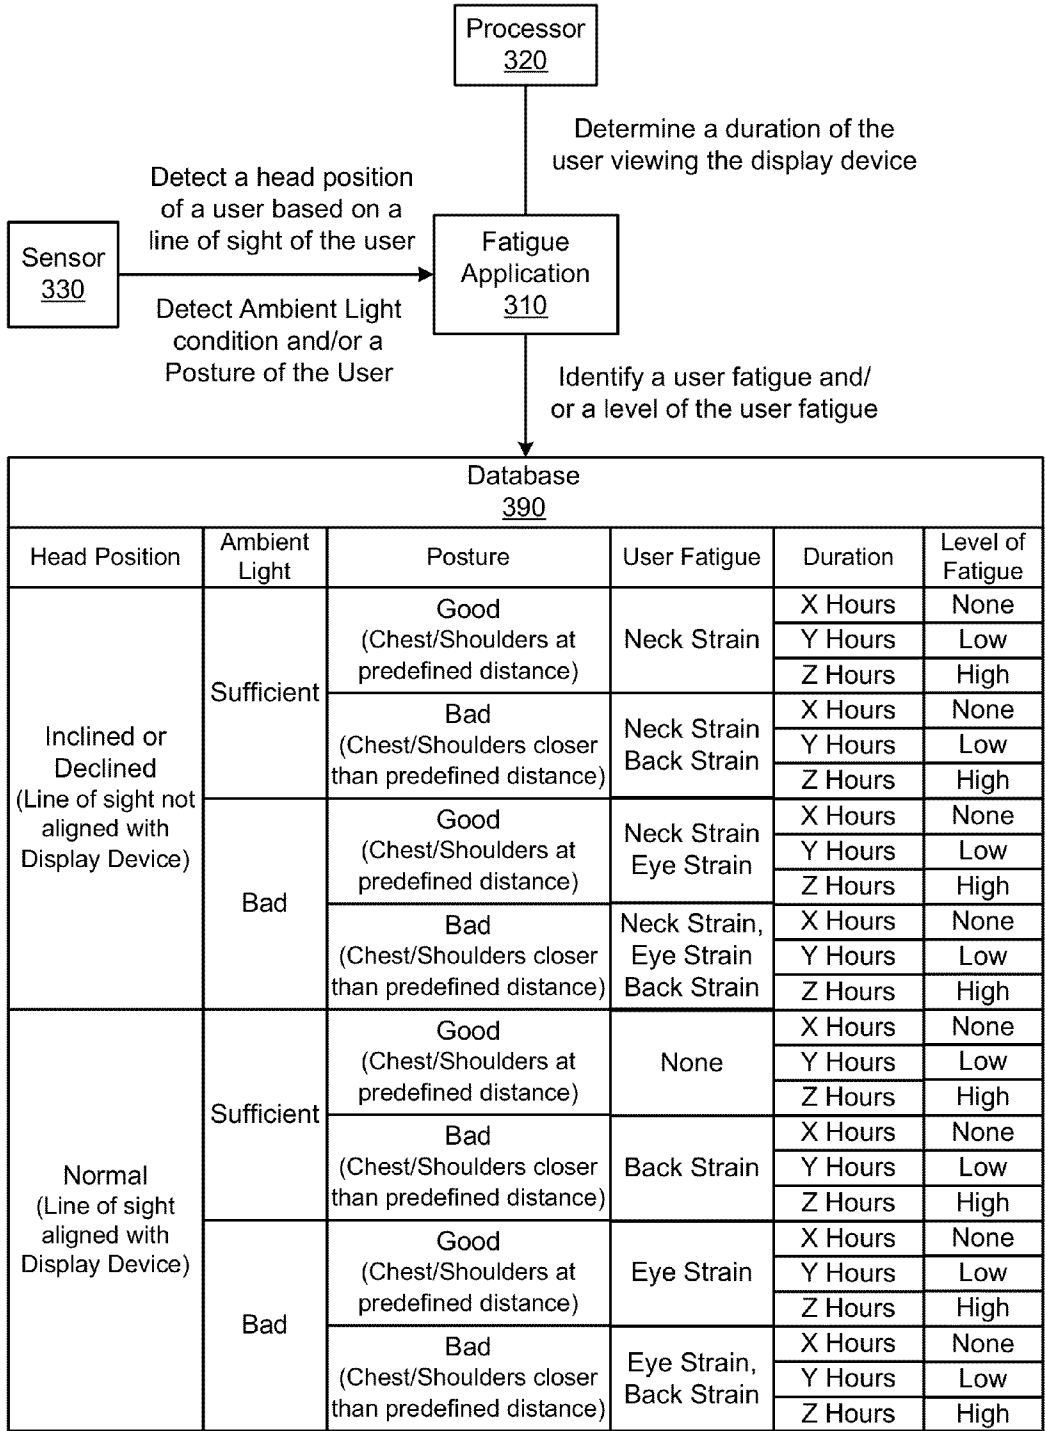 Processor
320
Determine a duration of the
user viewing the display device
Detect a head position
of a user based on a
line of sight of the user
Sensor
330
Fatigue
Application
310
Detect Ambient Light
condition and/or a
Posture of the User
Identify a user fatigue and/
or a level of the user fatigue
Database
390
Head Position
Ambient
Light
Posture
User Fatigue
Duration
Level of
Fatigue
Inclined or
Declined
(Line of sight not
aligned with
Display Device)
Sufficient
Good
(Chest/Shoulders at
predefined distance)
Neck Strain
X Hours
None
Y Hours
Low
Z Hours
High
Bad
(Chest/Shoulders closer
than predefined distance)
Neck Strain
Back Strain
X Hours
None
Y Hours
Low
Z Hours
High
Bad
Good
(Chest/Shoulders at
predefined distance)
Neck Strain
Eye Strain
X Hours
None
Y Hours
Low
Z Hours
High
Bad
(Chest/Shoulders closer
than predefined distance)
Neck Strain,
Eye Strain
Back Strain
X Hours
None
Y Hours
Low
Z Hours
High
Normal
(Line of sight
aligned with
Display Device)
Sufficient
Good
(Chest/Shoulders at
predefined distance)
None
X Hours
None
Y Hours
Low
Z Hours
High
Bad
(Chest/Shoulders closer
than predefined distance)
Back Strain
X Hours
None
Y Hours
Low
Z Hours
High
Bad
Good
(Chest/Shoulders at
predefined distance)
Eye Strain
X Hours
None
Y Hours
Low
Z Hours
High
Bad
(Chest/Shoulders closer
than predefined distance)
Eye Strain,
Back Strain
X Hours
None
Y Hours
Low
Z Hours
High